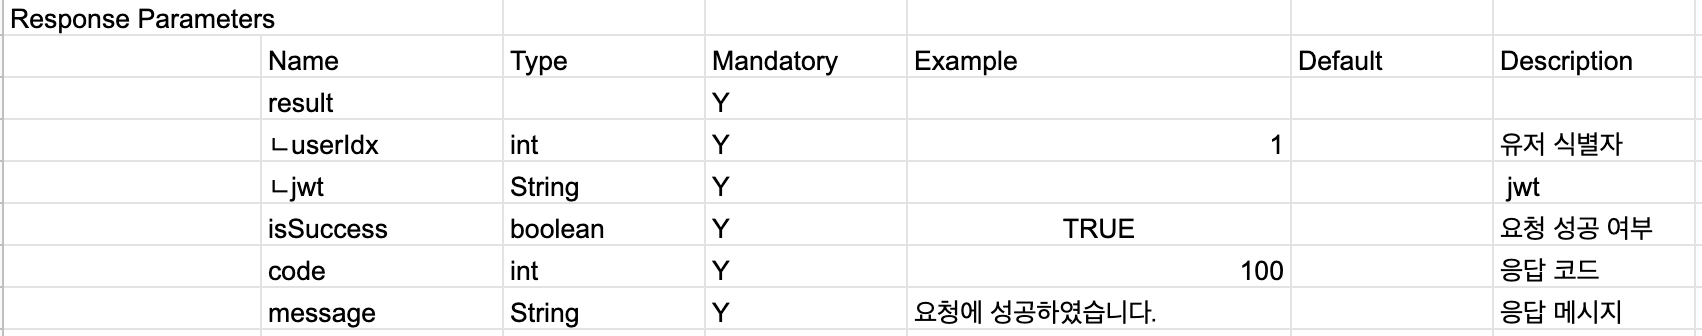 Response Parameters
Name Type Mandatory Example Default Description
result Y
ㄴuserIdx int Y 1 유저 식별자
ㄴjwt String Y jwt
isSuccess boolean Y TRUE 요청 성공 여부
code int Y 100 응답 코드
message String Y 요청에 성공하였습니다. 응답 메시지